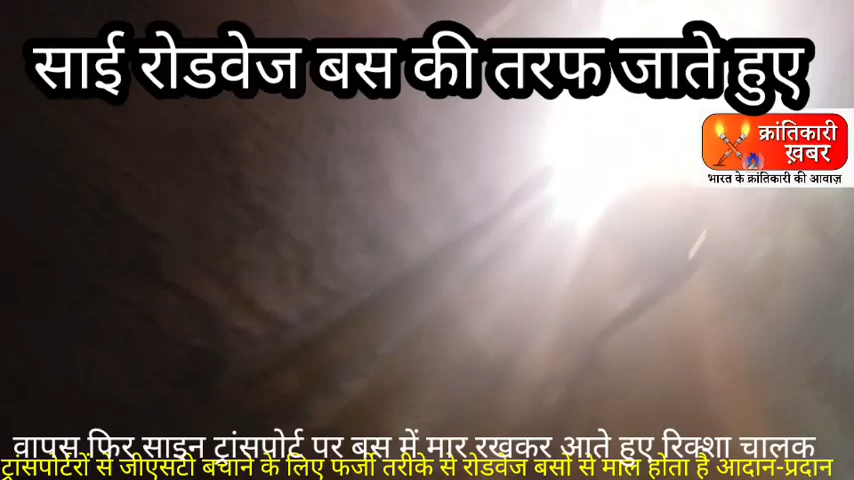 साई रोडवेज बस की तरफ जाते हुए
क्रांतिकारी
ख़बर
भारत के क्रांतिकारी की आवाज़
वापस फिर साइन ट्रांसपोर्ट पर बस में मार रखकर आते हुए रिक्शा चालक
ट्रांसपोर्टरों से जीएसटी बचाने के लिए फर्जी तरीके से रोडवेज बसों से माल होता है आदान-प्रदान